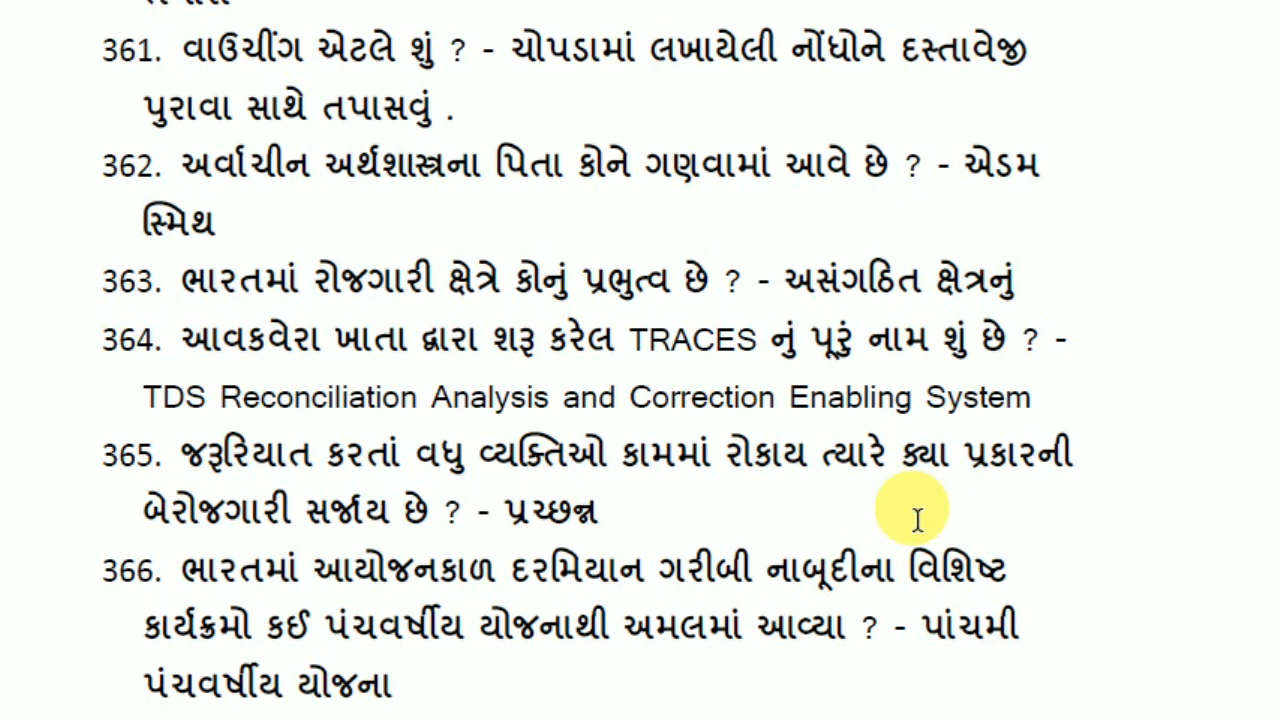 361. વાઉચીંગ એટલે શું ? - ચોપડામાં લખાયેલી નોંધોને દસ્તાવેજી
પુરાવા સાથે તપાસવું .
362. અર્વાચીન અર્થશાસ્ત્રના પિતા કોને ગણવામાં આવે છે ? - એડમ
સ્મિથ
363. ભારતમાં રોજગારી ક્ષેત્રે કોનું પ્રભુત્વ છે ? - અસંગઠિત ક્ષેત્રનું
364. આવકવેરા ખાતા દ્વારા શરૂ કરેલ TRACES નું પૂરું નામ શું છે ? -
TDS Reconciliation Analysis and Correction Enabling System
365. જરૂરિયાત કરતાં વધુ વ્યક્તિઓ કામમાં રોકાય ત્યારે ક્યા પ્રકારની
બેરોજગારી સર્જાય છે ? - પ્રચ્છન્ન
366. ભારતમાં આયોજનકાળ દરમિયાન ગરીબી નાબૂદીના વિશિષ્ટ
કાર્યક્રમો કઈ પંચવર્ષીય યોજનાથી અમલમાં આવ્યા ? - પાંચમી
પંચવર્ષીય યોજના